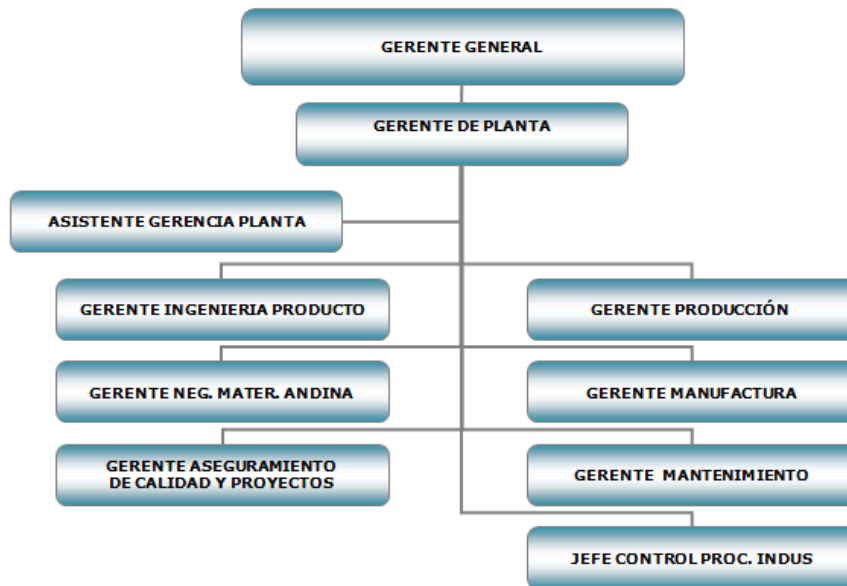 GERENTE GENERAL
GERENTE DE PLANTA
ASISTENTE GERENCIA PLANTA
GERENTE INGENIERIA PRODUCTO
GERENTE PRODUCCIÓN
GERENTE NEG. MATER. ANDINA
GERENTE MANUFACTURA
GERENTE ASEGURAMIENTO
DE CALIDAD Y PROYECTOS
GERENTE MANTENIMIENTO
JEFE CONTROL PROC. INDUS